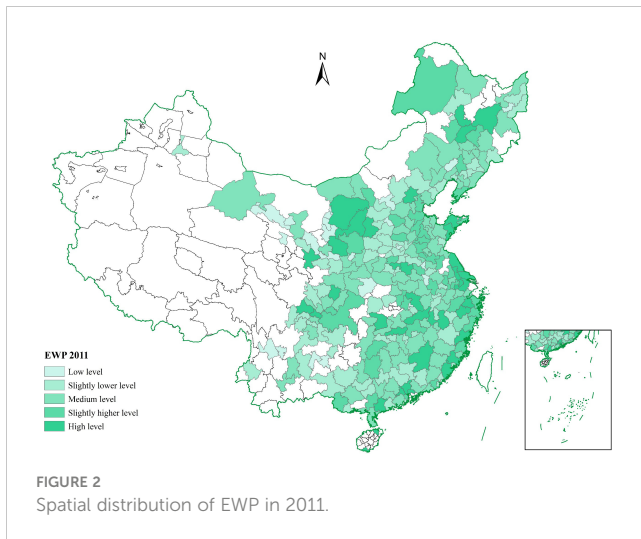 N
EWP 2011
Low level
Slightly lower level
Medium level
Slightly higher level
High level
FIGURE 2
Spatial distribution of EWP in 2011.